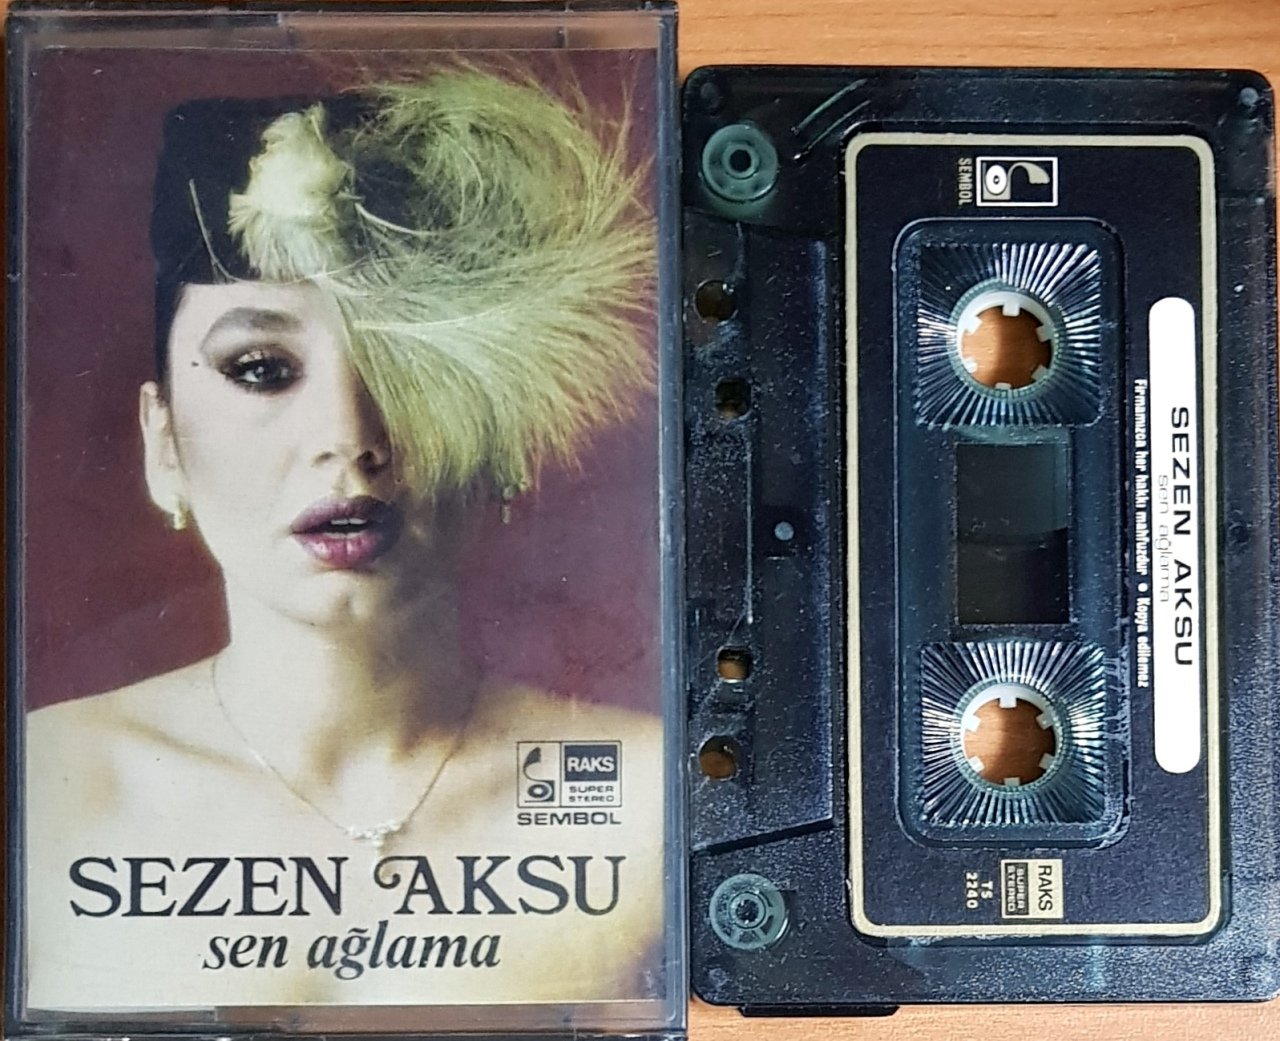 RAKS
SUPER
STEREO
SEMBOL
SEZEN AKSU
sen ağlama
SEMBOL
SEZEN AKSU
sen ağlama
Firmamızca her hakkı mahfuzdur • Kopya edilemez
RAKS
SUPER
STEREO
TS
2240